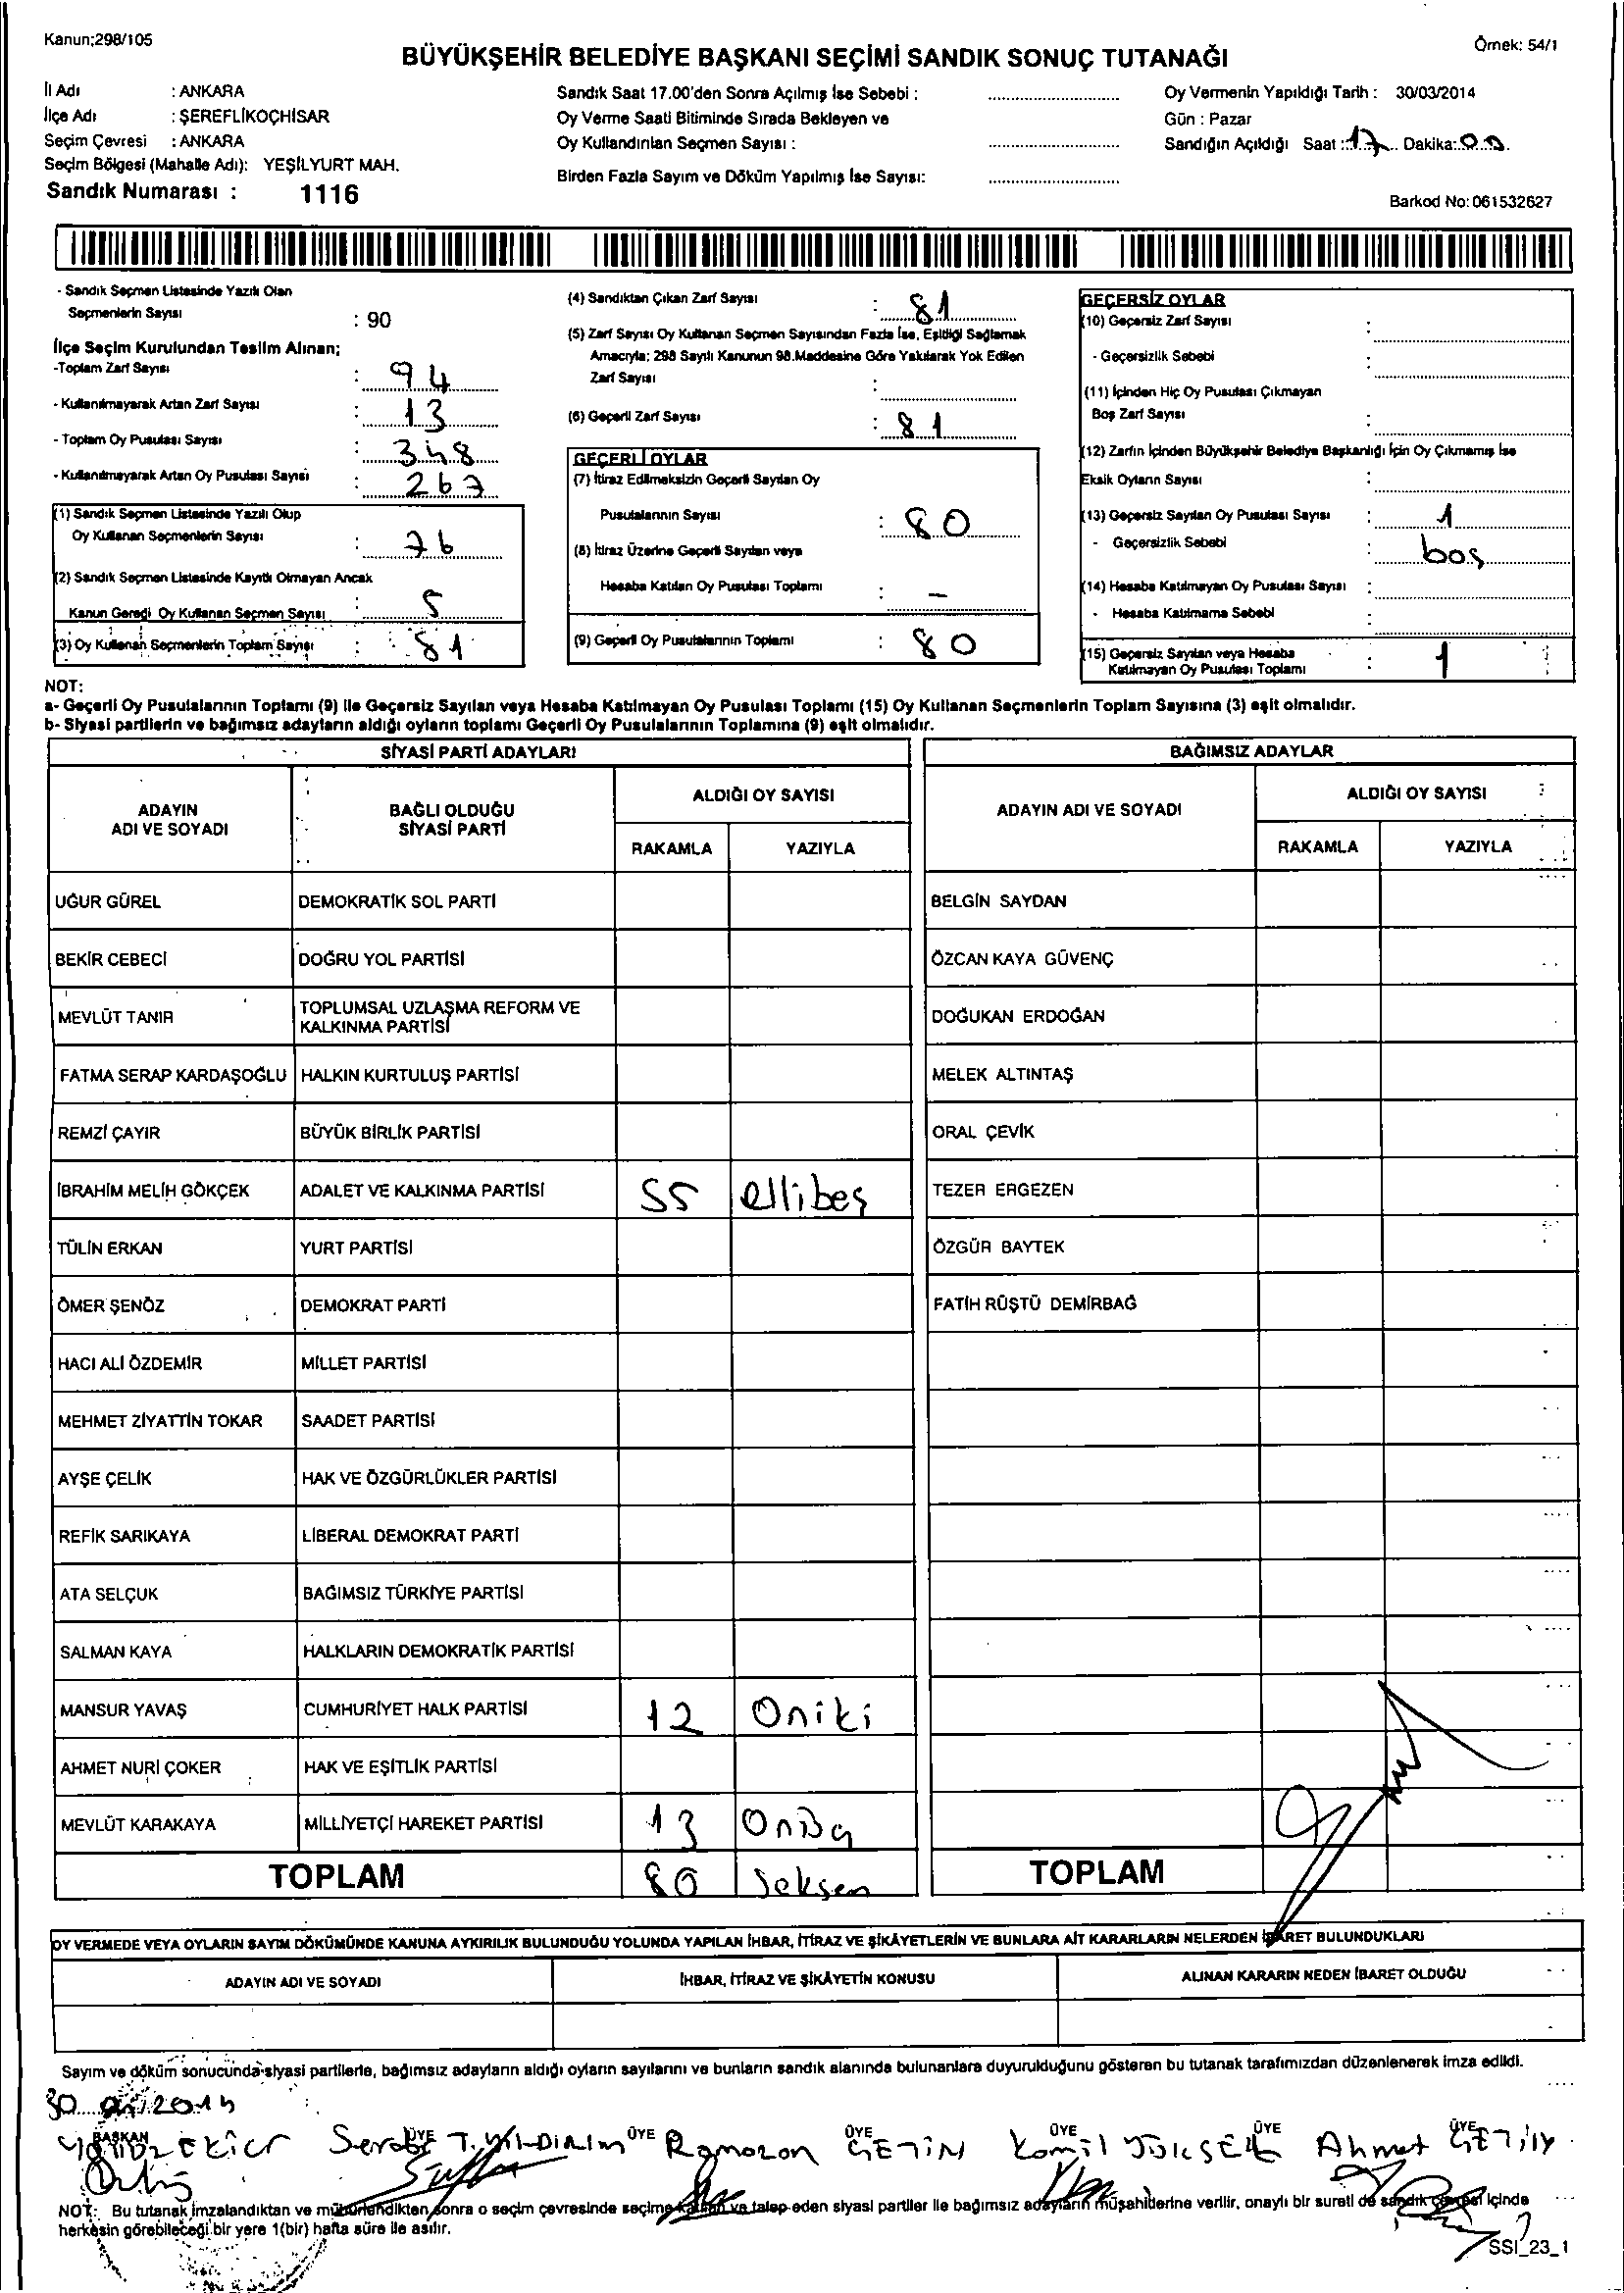 Kanun;298/105
Örnek: 54/1
BÜYÜKŞEHİR BELEDİYE BAŞKANI SEÇİMİ SANDIK SONUÇ TUTANAĞI
İl Adı : ANKARA
İlçe Adı : ŞEREFLİKOÇHİSAR
Seçim Çevresi : ANKARA
Seçim Bölgesi (Mahalle Adı): YEŞİLYURT MAH.
Sandık Numarası : 1116
Sandık Saat 17.00'den Sonra Açılmış İse Sebebi :
Oy Verme Saati Bitiminde Sırada Bekleyen ve
Oy Kullandırılan Seçmen Sayısı :
Birden Fazla Sayım ve Döküm Yapılmış İse Sayısı:
Oy Vermenin Yapıldığı Tarih : 30/03/2014
Gün : Pazar
Sandığın Açıldığı Saat : 17 Dakika: 00
Barkod No: 061532627
- Sandık Seçmen Listesinde Yazılı Olan
Seçmenlerin Sayısı : 90
İlçe Seçim Kurulundan Teslim Alınan;
-Toplam Zarf Sayısı : 94
- Kullanılmayarak Artan Zarf Sayısı : 13
- Toplam Oy Pusulası Sayısı : 348
- Kullanılmayarak Artan Oy Pusulası Sayısı : 267
(1) Sandık Seçmen Listesinde Yazılı Olup
Oy Kullanan Seçmenlerin Sayısı : 76
(2) Sandık Seçmen Listesinde Kayıtlı Olmayan Ancak
Kanun Gereği Oy Kullanan Seçmen Sayısı : 5
(3) Oy Kullanan Seçmenlerin Toplam Sayısı : 81
(4) Sandıktan Çıkan Zarf Sayısı : 81
(5) Zarf Sayısı Oy Kullanan Seçmen Sayısından Fazla İse, Eşitliği Sağlamak
Amacıyla; 298 Sayılı Kanunun 98.Maddesine Göre Yakılarak Yok Edilen
Zarf Sayısı :
(6) Geçerli Zarf Sayısı : 81
GEÇERLİ OYLAR
(7) İtiraz Edilmeksizin Geçerli Sayılan Oy
Pusulalarının Sayısı : 80
(8) İtiraz Üzerine Geçerli Sayılan veya
Hesaba Katılan Oy Pusulası Toplamı : -
(9) Geçerli Oy Pusulalarının Toplamı : 80
GEÇERSİZ OYLAR
(10) Geçersiz Zarf Sayısı :
- Geçersizlik Sebebi :
(11) İçinden Hiç Oy Pusulası Çıkmayan
Boş Zarf Sayısı :
(12) Zarfın İçinden Büyükşehir Belediye Başkanlığı İçin Oy Çıkmamış İse
Eksik Oyların Sayısı :
(13) Geçersiz Sayılan Oy Pusulası Sayısı : 1
- Geçersizlik Sebebi : boş
(14) Hesaba Katılmayan Oy Pusulası Sayısı :
- Hesaba Katılmama Sebebi :
(15) Geçersiz Sayılan veya Hesaba
Katılmayan Oy Pusulası Toplamı : 1
NOT:
a- Geçerli Oy Pusulalarının Toplamı (9) ile Geçersiz Sayılan veya Hesaba Katılmayan Oy Pusulası Toplamı (15) Oy Kullanan Seçmenlerin Toplam Sayısına (3) eşit olmalıdır.
b- Siyasi partilerin ve bağımsız adayların aldığı oyların toplamı Geçerli Oy Pusulalarının Toplamına (9) eşit olmalıdır.
SİYASİ PARTİ ADAYLARI
ADAYIN ADI VE SOYADI BAĞLI OLDUĞU SİYASİ PARTİ ALDIĞI OY SAYISI
RAKAMLA YAZIYLA
UĞUR GÜREL DEMOKRATİK SOL PARTİ
BEKİR CEBECİ DOĞRU YOL PARTİSİ
MEVLÜT TANIR TOPLUMSAL UZLAŞMA REFORM VE KALKINMA PARTİSİ
FATMA SERAP KARDAŞOĞLU HALKIN KURTULUŞ PARTİSİ
REMZİ ÇAYIR BÜYÜK BİRLİK PARTİSİ
İBRAHİM MELİH GÖKÇEK ADALET VE KALKINMA PARTİSİ 55 ellibeş
TÜLİN ERKAN YURT PARTİSİ
ÖMER ŞENÖZ DEMOKRAT PARTİ
HACI ALİ ÖZDEMİR MİLLET PARTİSİ
MEHMET ZİYATTİN TOKAR SAADET PARTİSİ
AYŞE ÇELİK HAK VE ÖZGÜRLÜKLER PARTİSİ
REFİK SARIKAYA LİBERAL DEMOKRAT PARTİ
ATA SELÇUK BAĞIMSIZ TÜRKİYE PARTİSİ
SALMAN KAYA HALKLARIN DEMOKRATİK PARTİSİ
MANSUR YAVAŞ CUMHURİYET HALK PARTİSİ 12 Oniki
AHMET NURİ ÇOKER HAK VE EŞİTLİK PARTİSİ
MEVLÜT KARAKAYA MİLLİYETÇİ HAREKET PARTİSİ 13
TOPLAM 80 Seksen
BAĞIMSIZ ADAYLAR
ADAYIN ADI VE SOYADI ALDIĞI OY SAYISI
RAKAMLA YAZIYLA
BELGİN SAYDAN
ÖZCAN KAYA GÜVENÇ
DOĞUKAN ERDOĞAN
MELEK ALTINTAŞ
ORAL ÇEVİK
TEZER ERGEZEN
ÖZGÜR BAYTEK
FATİH RÜŞTÜ DEMİRBAĞ
TOPLAM
OY VERMEDE VEYA OYLARIN SAYIM DÖKÜMÜNDE KANUNA AYKIRILIK BULUNDUĞU YOLUNDA YAPILAN İHBAR, İTİRAZ VE ŞİKÂYETLERİN VE BUNLARA AİT KARARLARIN NELERDEN İBARET BULUNDUKLARI
ADAYIN ADI VE SOYADI İHBAR, İTİRAZ VE ŞİKÂYETİN KONUSU ALINAN KARARIN NEDEN İBARET OLDUĞU
Sayım ve döküm sonucunda siyasi partilerle, bağımsız adayların aldığı oyların sayılarını ve bunların sandık alanında bulunanlara duyurulduğunu gösteren bu tutanak tarafımızdan düzenlenerek imza edildi.
BAŞKAN ÜYE ÜYE ÜYE ÜYE ÜYE ÜYE
Ramazan ÇETİN Kamil YÜKSEL Ahmet ÇETİN
NOT: Bu tutanak imzalandıktan ve mühürlendikten sonra o seçim çevresinde seçime katılan ve talep eden siyasi partiler ile bağımsız adayların müşahitlerine verilir, onaylı bir sureti de sandık çevresi içinde
herkesin görebileceği bir yere 1(bir) hafta süre ile asılır.
SSI_23_1